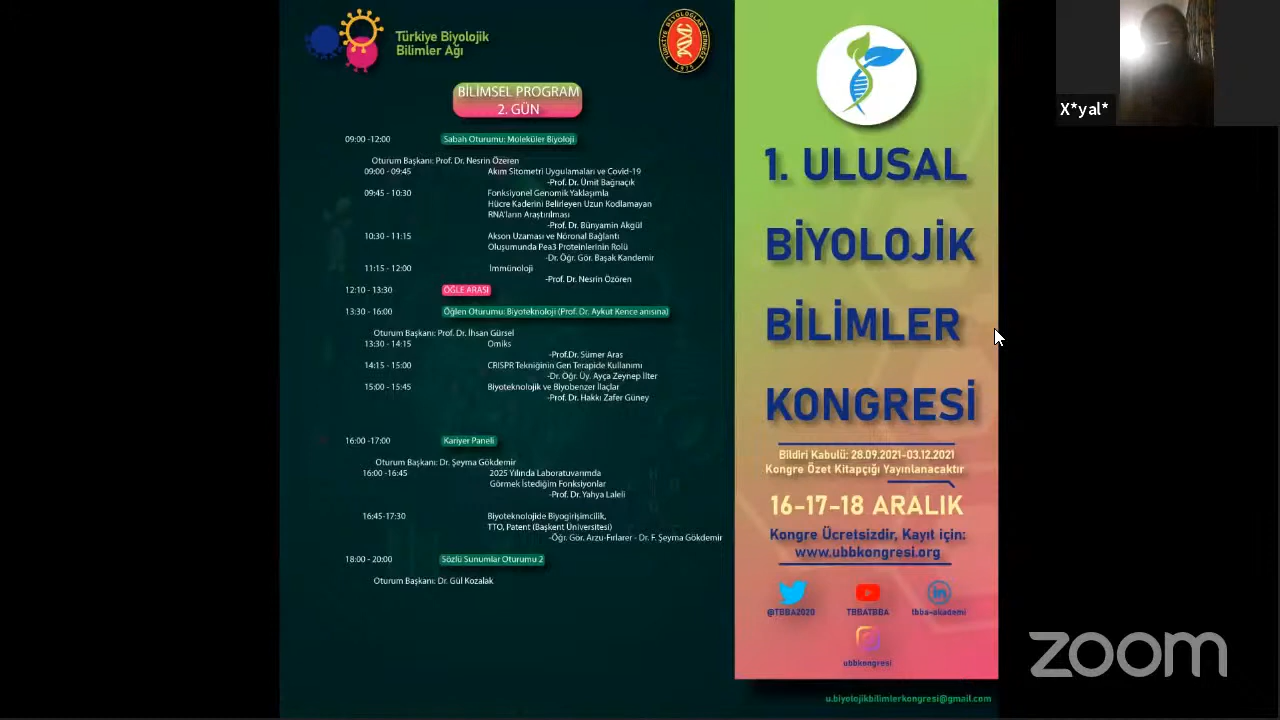 Türkiye Biyolojik
Bilimler Ağı
TÜRKİYE BİYOLOGLAR DERNEĞİ
1975
BİLİMSEL PROGRAM
2. GÜN
09:00 -12:00 Sabah Oturumu: Moleküler Biyoloji
Oturum Başkanı: Prof. Dr. Nesrin Özeren
09:00 - 09:45 Akım Sitometri Uygulamaları ve Covid-19
-Prof. Dr. Ümit Bağnaçık
09:45 - 10:30 Fonksiyonel Genomik Yaklaşımla
Hücre Kaderini Belirleyen Uzun Kodlamayan
RNA'ların Araştırılması
-Prof. Dr. Bünyamin Akgül
10:30 - 11:15 Akson Uzaması ve Nöronal Bağlantı
Oluşumunda Pea3 Proteinlerinin Rolü
-Dr. Öğr. Gör. Başak Kandemir
11:15 - 12:00 İmmünoloji
-Prof. Dr. Nesrin Özören
12:10 - 13:30 ÖĞLE ARASI
13:30 - 16:00 Öğlen Oturumu: Biyoteknoloji (Prof. Dr. Aykut Kence anısına)
Oturum Başkanı: Prof. Dr. İhsan Gürsel
13:30 - 14:15 Omiks
-Prof.Dr. Sümer Aras
14:15 - 15:00 CRISPR Tekniğinin Gen Terapide Kullanımı
-Dr. Öğr. Üy. Ayça Zeynep İlter
15:00 - 15:45 Biyoteknolojik ve Biyobenzer İlaçlar
-Prof. Dr. Hakkı Zafer Güney
16:00 -17:00 Kariyer Paneli
Oturum Başkanı: Dr. Şeyma Gökdemir
16:00 -16:45 2025 Yılında Laboratuvarımda
Görmek İstediğim Fonksiyonlar
-Prof. Dr. Yahya Laleli
16:45-17:30 Biyoteknolojide Biyogirişimcilik,
TTO, Patent (Başkent Üniversitesi)
-Öğr. Gör. Arzu-Fırlarer - Dr. F. Şeyma Gökdemir
18:00 - 20:00 Sözlü Sunumlar Oturumu 2
Oturum Başkanı: Dr. Gül Kozalak
1. ULUSAL
BİYOLOJİK
BİLİMLER
KONGRESİ
Bildiri Kabulü: 28.09.2021-03.12.2021
Kongre Özet Kitapçığı Yayınlanacaktır
16-17-18 ARALIK
Kongre Ücretsizdir, Kayıt için:
www.ubbkongresi.org
@TBBA2020 TBBATBBA tbba-akademi
ubbkongresi
u.biyolojikbilimlerkongresi@gmail.com
X*yal*
zoom